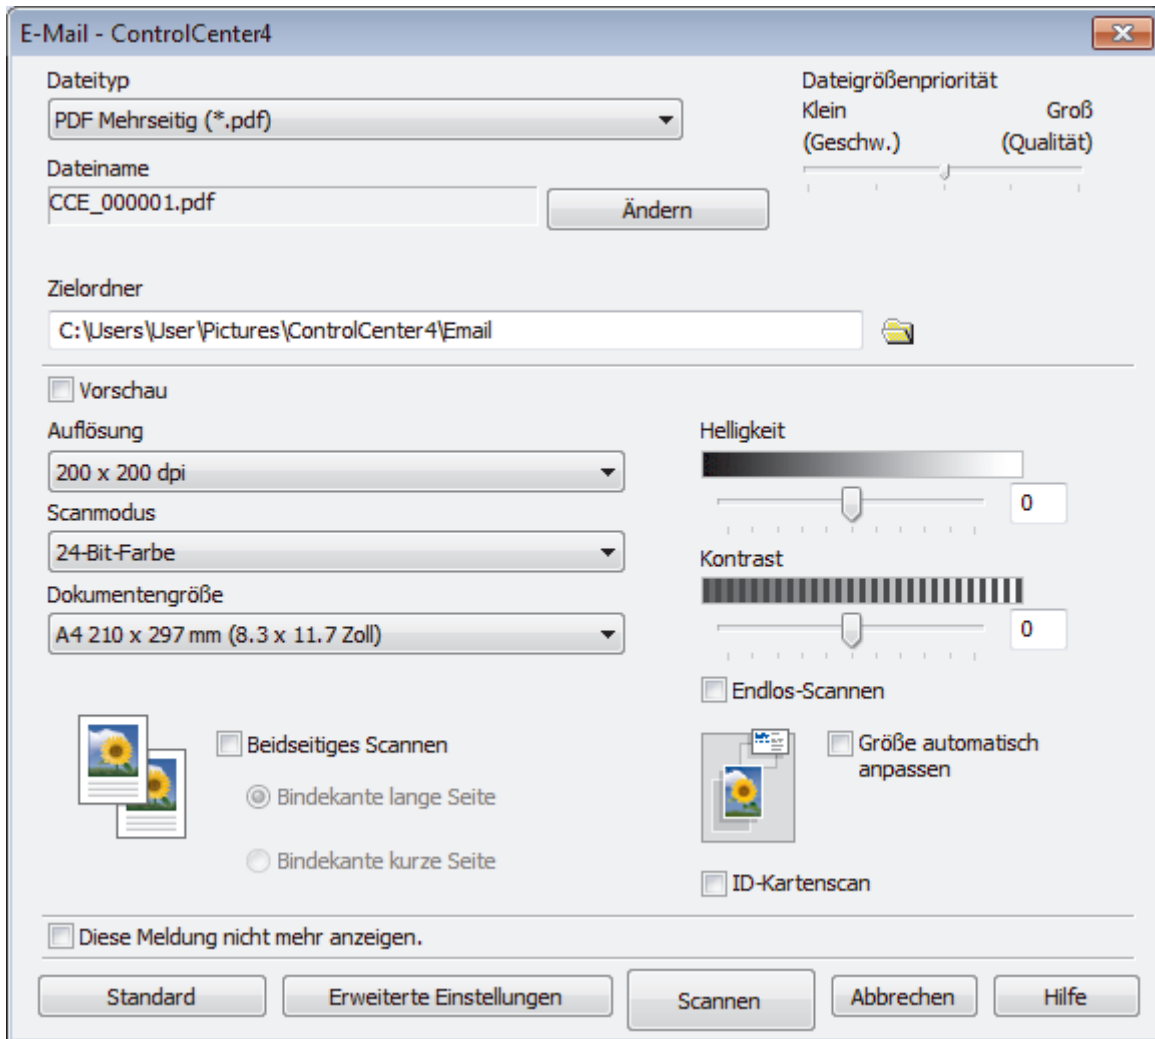 E-Mail - ControlCenter4
Dateityp
PDF Mehrseitig (*.pdf)
Dateigrößenpriorität
Klein Groß
(Geschw.) (Qualität)
Dateiname
CCE_000001.pdf
Ändern
Zielordner
C:\Users\User\Pictures\ControlCenter4\Email
Vorschau
Auflösung
200 x 200 dpi
Scanmodus
24-Bit-Farbe
Dokumentengröße
A4 210 x 297 mm (8.3 x 11.7 Zoll)
Helligkeit
0
Kontrast
0
Endlos-Scannen
Beidseitiges Scannen
Bindekante lange Seite
Bindekante kurze Seite
Größe automatisch
anpassen
ID-Kartenscan
Diese Meldung nicht mehr anzeigen.
Standard Erweiterte Einstellungen Scannen Abbrechen Hilfe